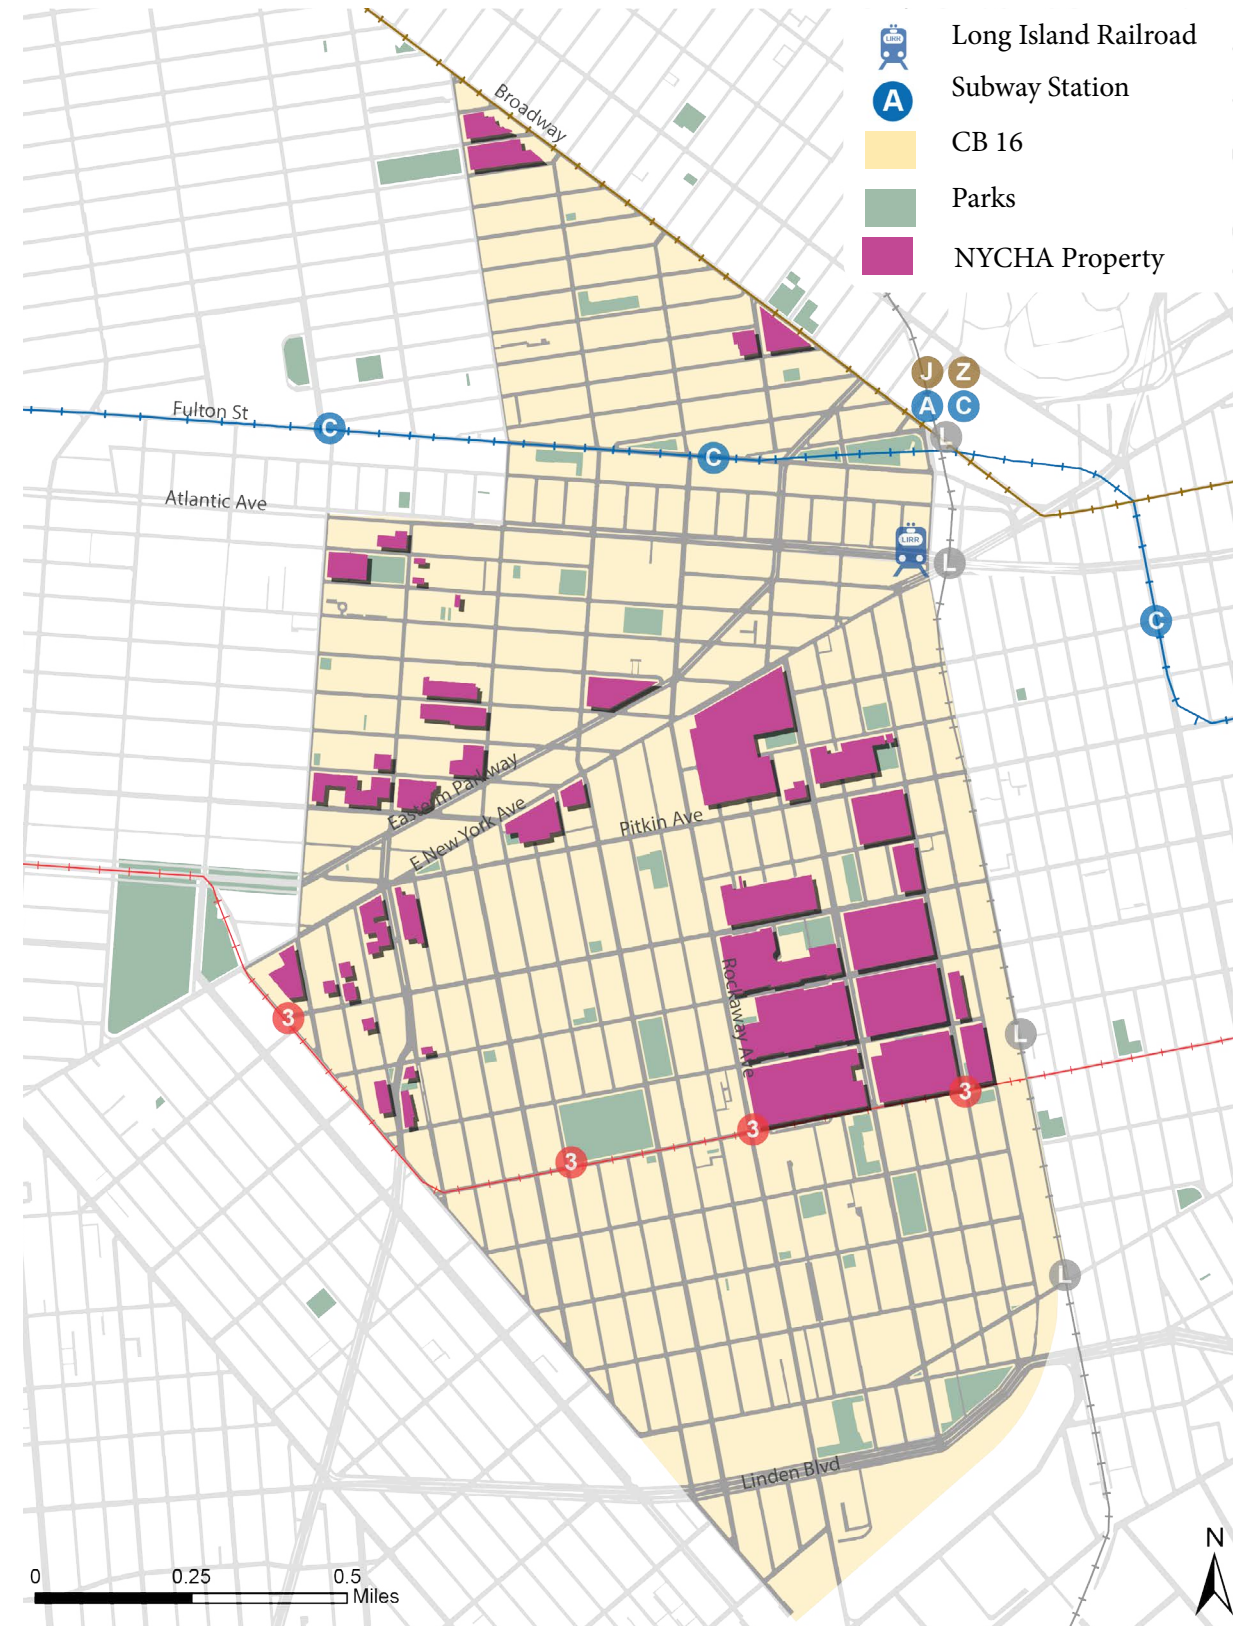 LIRR
Long Island Railroad
A
Subway Station
CB 16
Parks
NYCHA Property
Broadway
J Z
A C
L
Fulton St
C
C
Atlantic Ave
LIRR
L
C
Eastern Parkway
E New York Ave
Pitkin Ave
Rockaway Ave
3
L
3
3
3
L
Linden Blvd
N
0 0.25 0.5
Miles